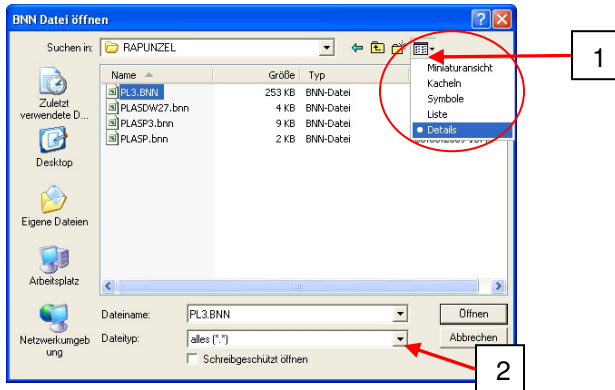 BNN Datei öffnen
Suchen in: RAPUNZEL
1
Name Größe Typ
PL3.BNN 253 KB BNN-Datei
PLASDW27.bnn 4 KB BNN-Datei
PLASP3.bnn 9 KB BNN-Datei
PLASP.bnn 2 KB BNN-Datei
Miniaturansicht
Kacheln
Symbole
Liste
Details
Zuletzt
verwendete D...
Desktop
Eigene Dateien
Arbeitsplatz
Netzwerkumgeb
ung
Dateiname: PL3.BNN Öffnen
Dateityp: alles (*.*) Abbrechen
Schreibgeschützt öffnen
2